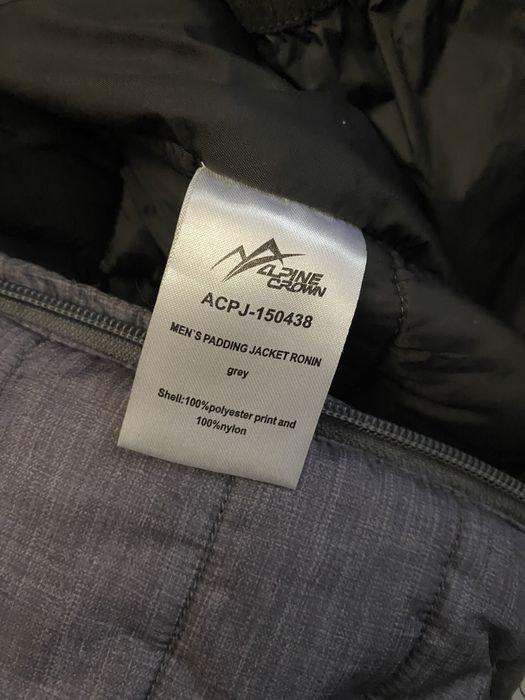 ALPINE
CROWN
ACPJ-150438
MEN'S PADDING JACKET RONIN
grey
Shell:100%polyester print and
100%nylon